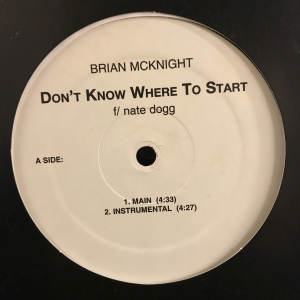 BRIAN MCKNIGHT
DON'T KNOW WHERE TO START
f/ nate dogg
A SIDE:
1. MAIN (4:33)
2. INSTRUMENTAL (4:27)